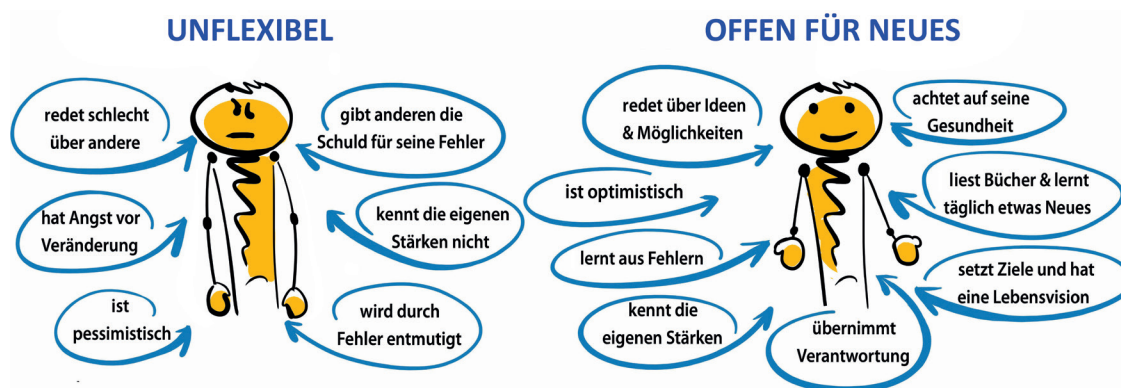 UNFLEXIBEL
redet schlecht
über andere
gibt anderen die
Schuld für seine Fehler
hat Angst vor
Veränderung
kennt die eigenen
Stärken nicht
ist
pessimistisch
wird durch
Fehler entmutigt
OFFEN FÜR NEUES
redet über Ideen
& Möglichkeiten
achtet auf seine
Gesundheit
ist optimistisch
liest Bücher & lernt
täglich etwas Neues
lernt aus Fehlern
setzt Ziele und hat
eine Lebensvision
kennt die
eigenen Stärken
übernimmt
Verantwortung